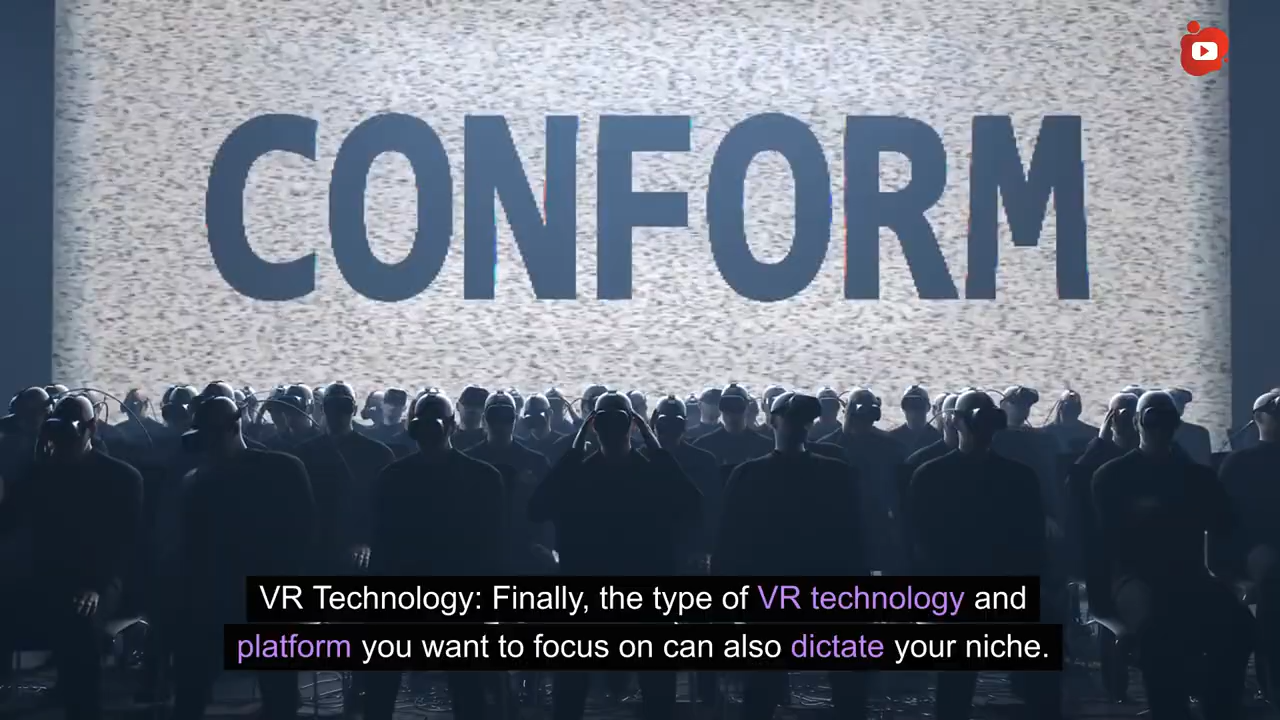 CONFORM
VR Technology: Finally, the type of VR technology and
platform you want to focus on can also dictate your niche.